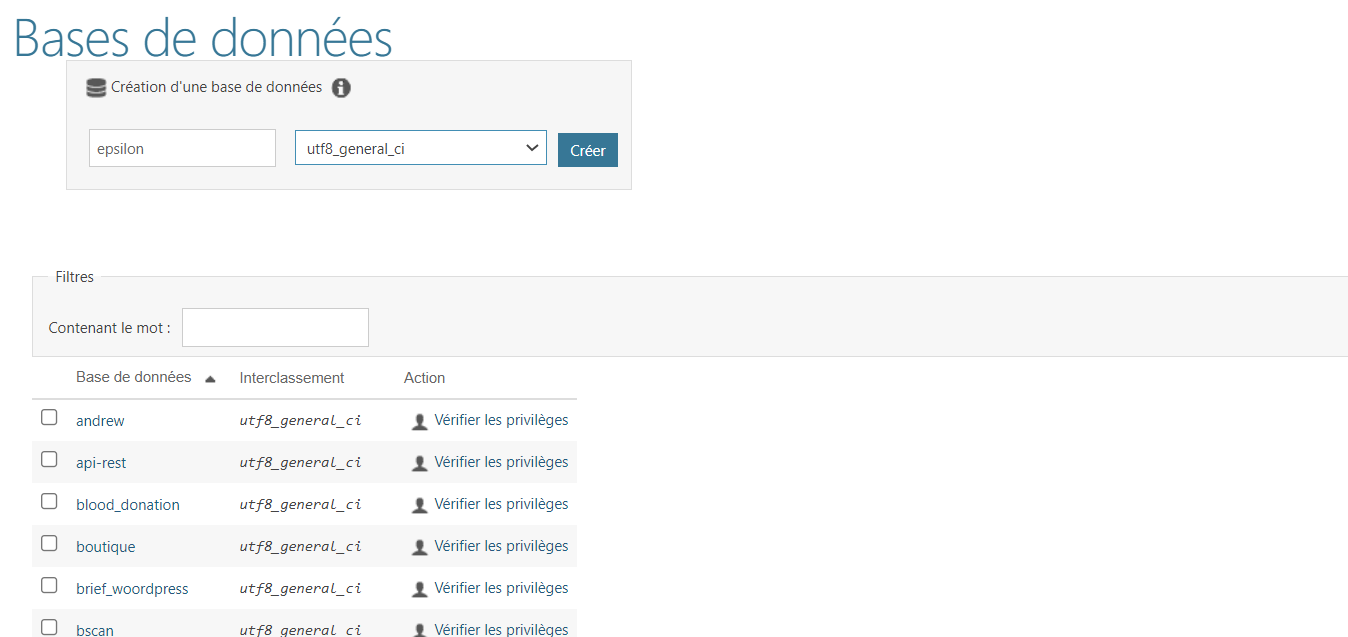 Bases de données
Création d'une base de données
epsilon utf8_general_ci Créer
Filtres
Contenant le mot :
Base de données Interclassement Action
andrew utf8_general_ci Vérifier les privilèges
api-rest utf8_general_ci Vérifier les privilèges
blood_donation utf8_general_ci Vérifier les privilèges
boutique utf8_general_ci Vérifier les privilèges
brief_woordpress utf8_general_ci Vérifier les privilèges
bscan utf8_general_ci Vérifier les privilèges